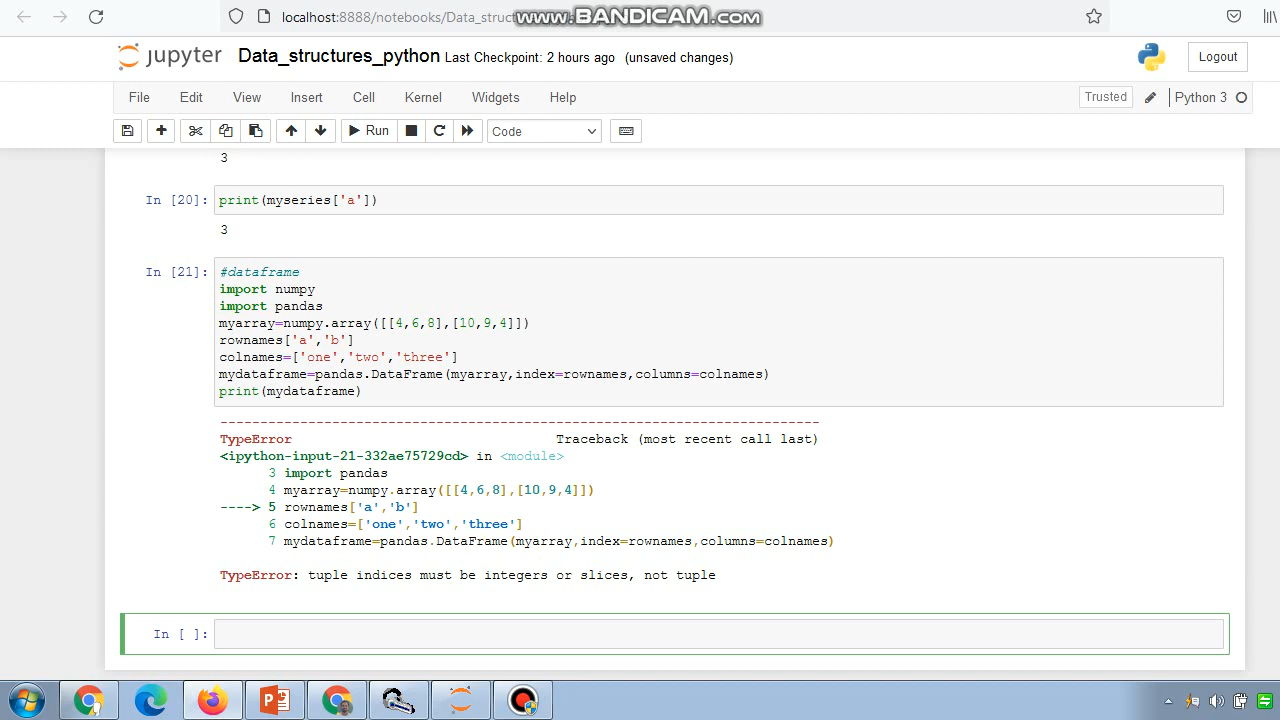 localhost:8888/notebooks/Data_struct
www.BANDICAM.com
jupyter Data_structures_python Last Checkpoint: 2 hours ago (unsaved changes)
Logout
File Edit View Insert Cell Kernel Widgets Help
Trusted Python 3
Run Code
3
In [20]: print(myseries['a'])
3
In [21]: #dataframe
import numpy
import pandas
myarray=numpy.array([[4,6,8],[10,9,4]])
rownames['a','b']
colnames=['one','two','three']
mydataframe=pandas.DataFrame(myarray,index=rownames,columns=colnames)
print(mydataframe)
---------------------------------------------------------------------------
TypeError Traceback (most recent call last)
<ipython-input-21-332ae75729cd> in <module>
3 import pandas
4 myarray=numpy.array([[4,6,8],[10,9,4]])
----> 5 rownames['a','b']
6 colnames=['one','two','three']
7 mydataframe=pandas.DataFrame(myarray,index=rownames,columns=colnames)
TypeError: tuple indices must be integers or slices, not tuple
In [ ]: